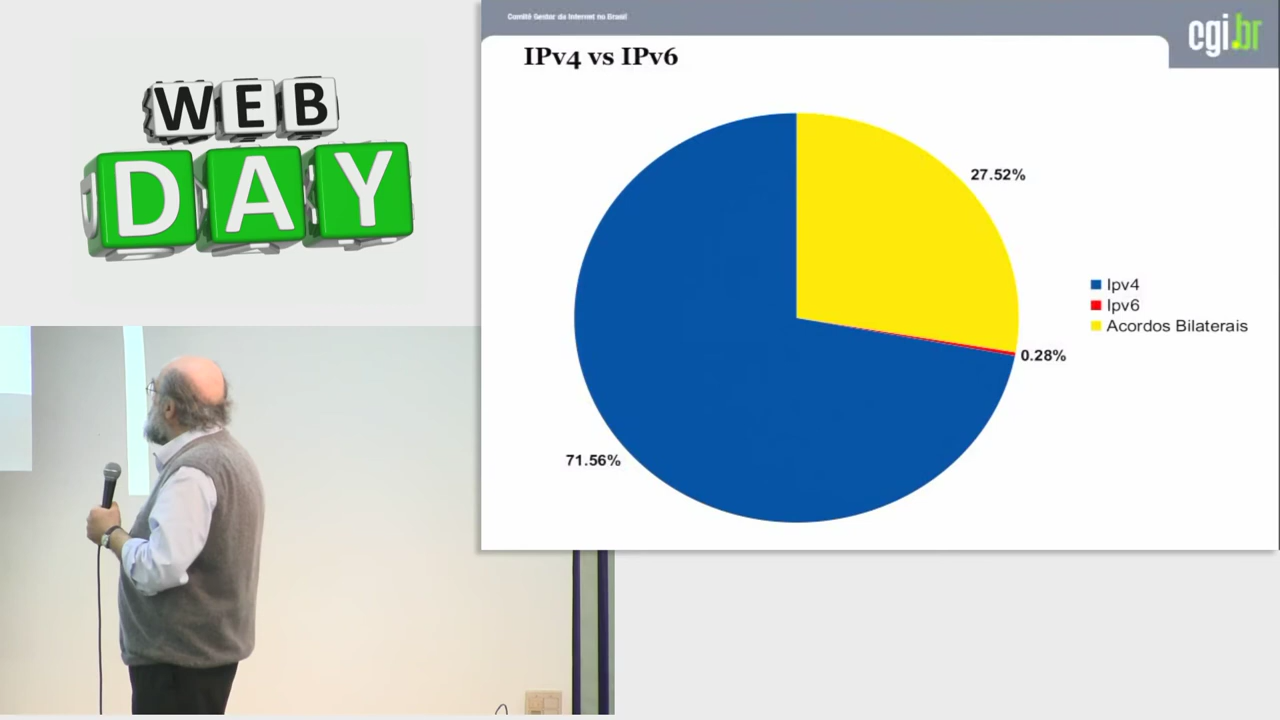 WEB
DAY
Comitê Gestor da Internet no Brasil
cgi.br
IPv4 vs IPv6
27.52%
Ipv4
Ipv6
Acordos Bilaterais
0.28%
71.56%